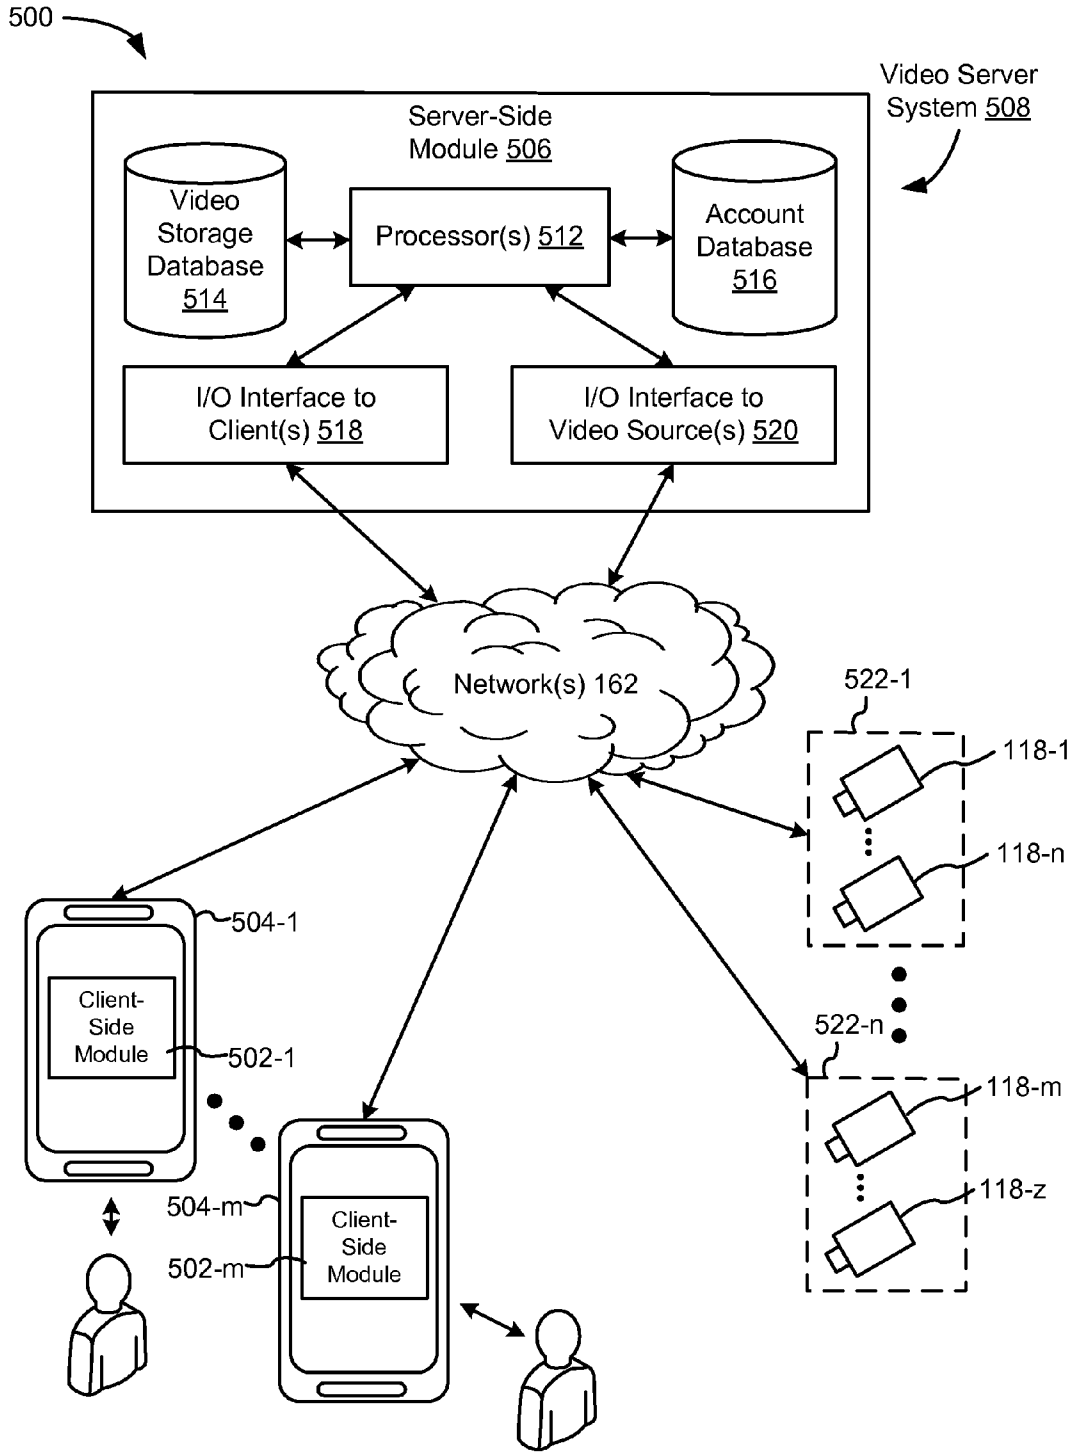 500
Video Server
System 508
Server-Side
Module 506
Video
Storage
Database
514
Processor(s) 512
Account
Database
516
I/O Interface to
Client(s) 518
I/O Interface to
Video Source(s) 520
Network(s) 162
522-1
118-1
118-n
504-1
Client-
Side
Module
502-1
522-n
118-m
118-z
504-m
Client-
Side
Module
502-m